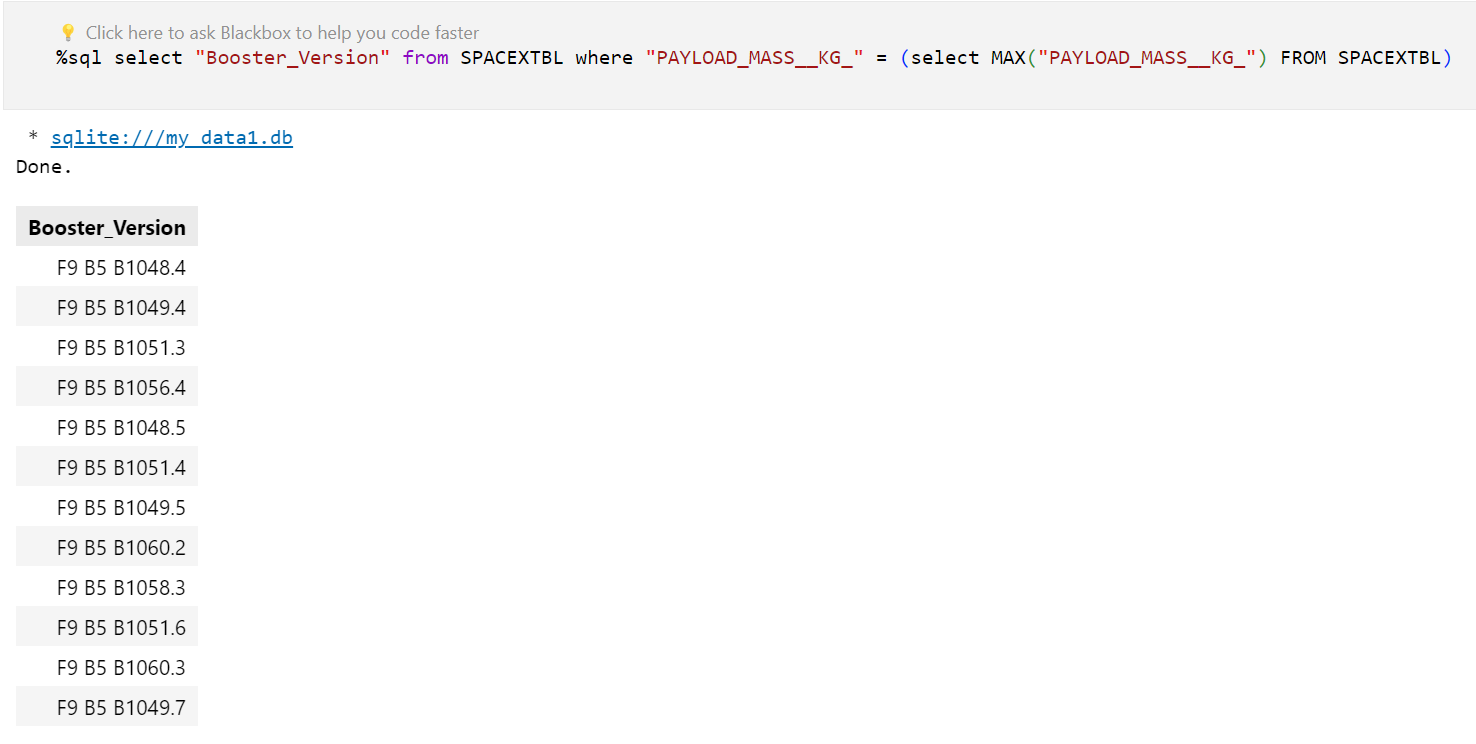 💡 Click here to ask Blackbox to help you code faster
%sql select "Booster_Version" from SPACEXTBL where "PAYLOAD_MASS__KG_" = (select MAX("PAYLOAD_MASS__KG_") FROM SPACEXTBL)
* sqlite:///my_data1.db
Done.
Booster_Version
F9 B5 B1048.4
F9 B5 B1049.4
F9 B5 B1051.3
F9 B5 B1056.4
F9 B5 B1048.5
F9 B5 B1051.4
F9 B5 B1049.5
F9 B5 B1060.2
F9 B5 B1058.3
F9 B5 B1051.6
F9 B5 B1060.3
F9 B5 B1049.7